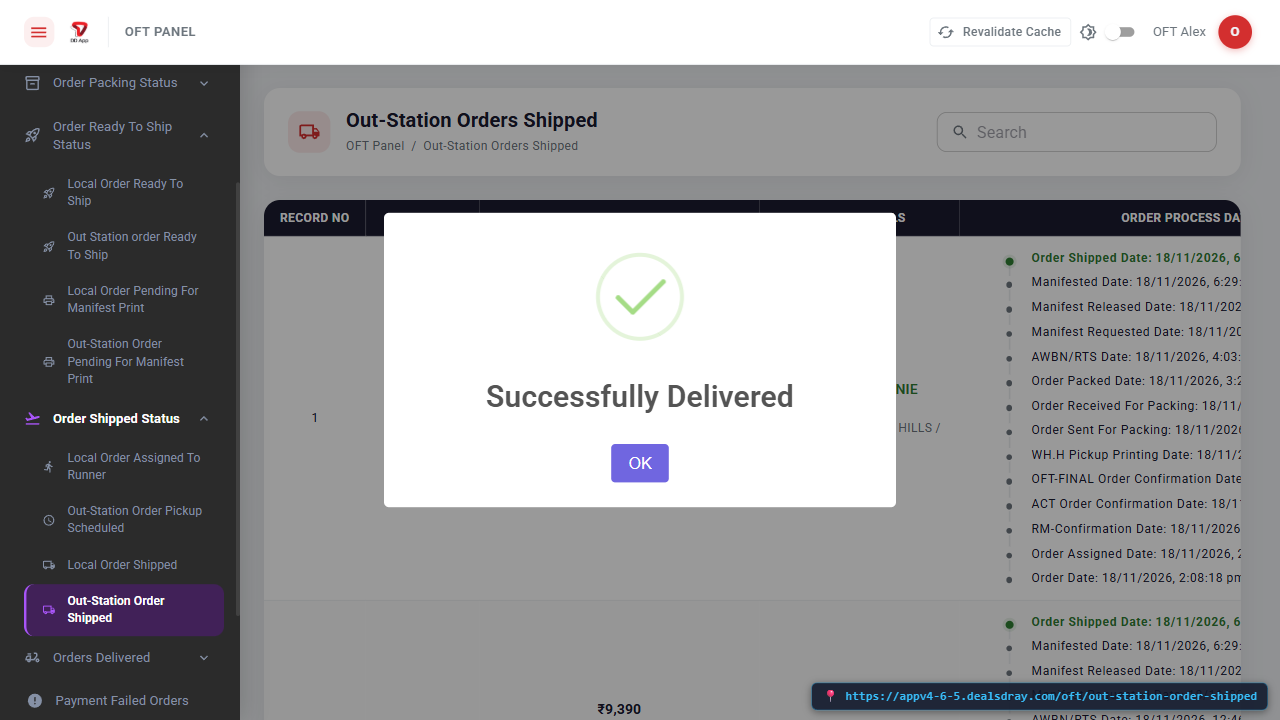 DD App
OFT PANEL
Revalidate Cache
OFT Alex
O
Order Packing Status
Order Ready To Ship
Status
Local Order Ready To
Ship
Out Station order Ready
To Ship
Local Order Pending For
Manifest Print
Out-Station Order
Pending For Manifest
Print
Order Shipped Status
Local Order Assigned To
Runner
Out-Station Order Pickup
Scheduled
Local Order Shipped
Out-Station Order
Shipped
Orders Delivered
Payment Failed Orders
Out-Station Orders Shipped
OFT Panel / Out-Station Orders Shipped
Search
RECORD NO
LS
ORDER PROCESS DA
1
NIE
HILLS /
Order Shipped Date: 18/11/2026, 6
Manifested Date: 18/11/2026, 6:29:
Manifest Released Date: 18/11/202
Manifest Requested Date: 18/11/20
AWBN/RTS Date: 18/11/2026, 4:03:
Order Packed Date: 18/11/2026, 3:2
Order Received For Packing: 18/11/
Order Sent For Packing: 18/11/2026
WH.H Pickup Printing Date: 18/11/2
OFT-FINAL Order Confirmation Date
ACT Order Confirmation Date: 18/1
RM-Confirmation Date: 18/11/2026
Order Assigned Date: 18/11/2026, 2
Order Date: 18/11/2026, 2:08:18 pm
Successfully Delivered
OK
₹9,390
Order Shipped Date: 18/11/2026, 6
Manifested Date: 18/11/2026, 6:29:
Manifest Released Date: 18/11/202
https://appv4-6-5.dealsdray.com/oft/out-station-order-shipped